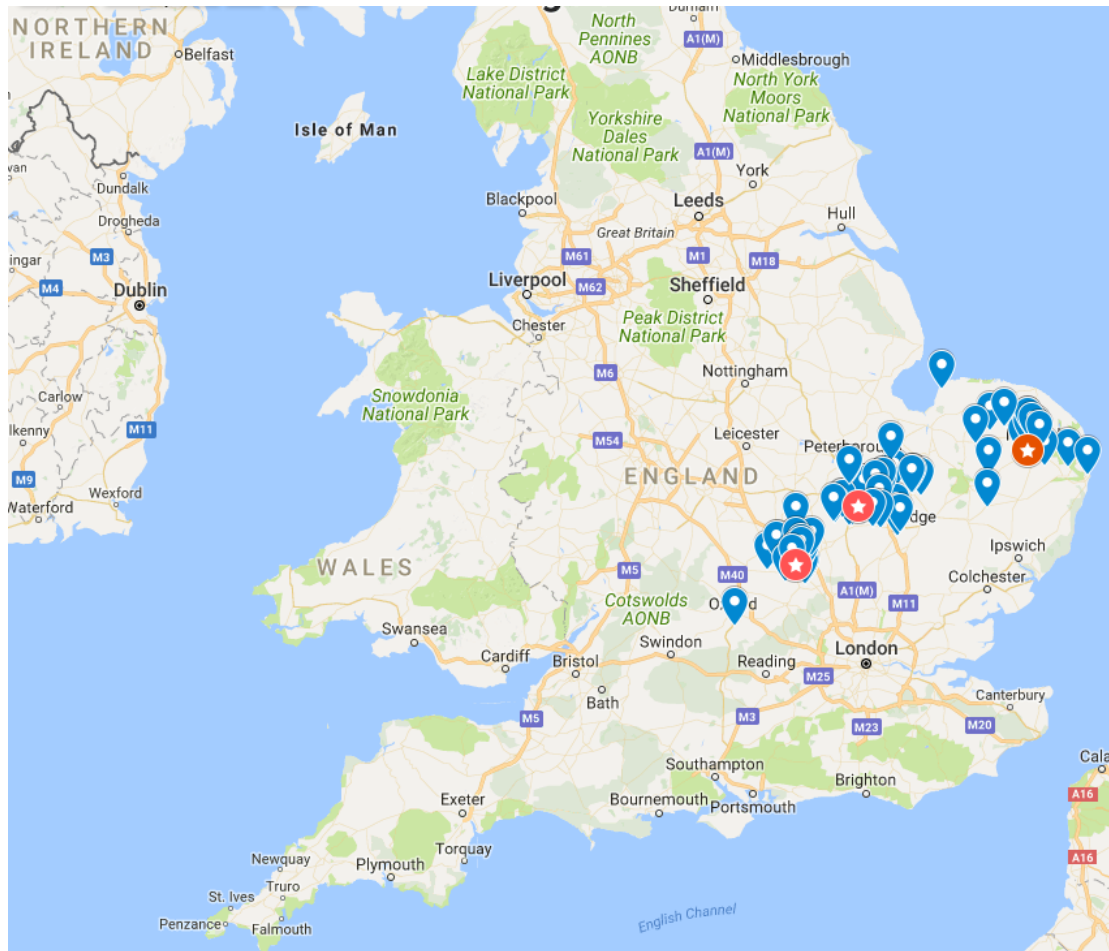 NORTHERN
IRELAND
Belfast
Durham
North
Pennines
AONB
A1(M)
Middlesbrough
Lake District
National Park
North York
Moors
National Park
Isle of Man
Yorkshire
Dales
National Park
A1(M)
York
Dundalk
Blackpool
Leeds
Drogheda
Hull
Great Britain
M3
M61
M1
M18
M4
Dublin
Liverpool
M62
Sheffield
Chester
Peak District
National Park
M6
Nottingham
Snowdonia
National Park
Carlow
M11
M54
Leicester
Peterborou
ENGLAND
M9
Wexford
Waterford
WALES
M5
M40
Ipswich
Colchester
A1(M)
M11
Cotswolds
AONB
Swansea
Swindon
London
Cardiff
Bristol
Reading
M25
Bath
Canterbury
M5
M3
M23
M20
Southampton
Brighton
Bournemouth
Portsmouth
A16
Exeter
Torquay
Newquay
Plymouth
A16
Truro
St. Ives
Penzance
Falmouth
English Channel